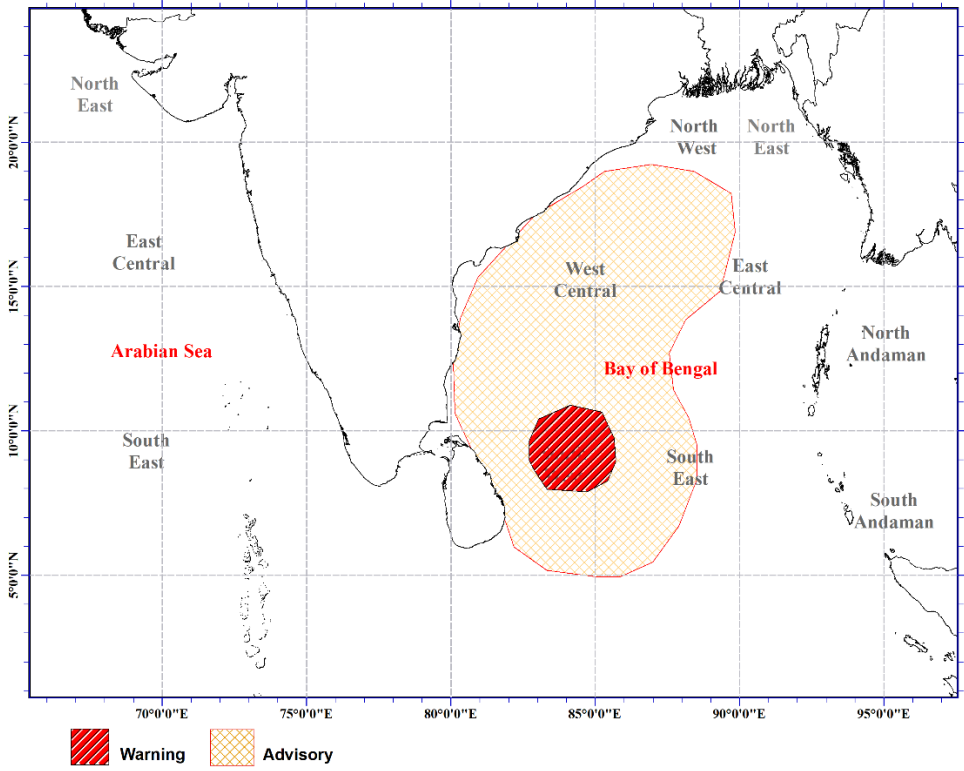 North
East
North
West
North
East
20°0'0"N
East
Central
West
Central
East
Central
15°0'0"N
Arabian Sea
Bay of Bengal
North
Andaman
10°0'0"N
South
East
South
East
South
Andaman
5°0'0"N
70°0'0"E
75°0'0"E
80°0'0"E
85°0'0"E
90°0'0"E
95°0'0"E
Warning
Advisory